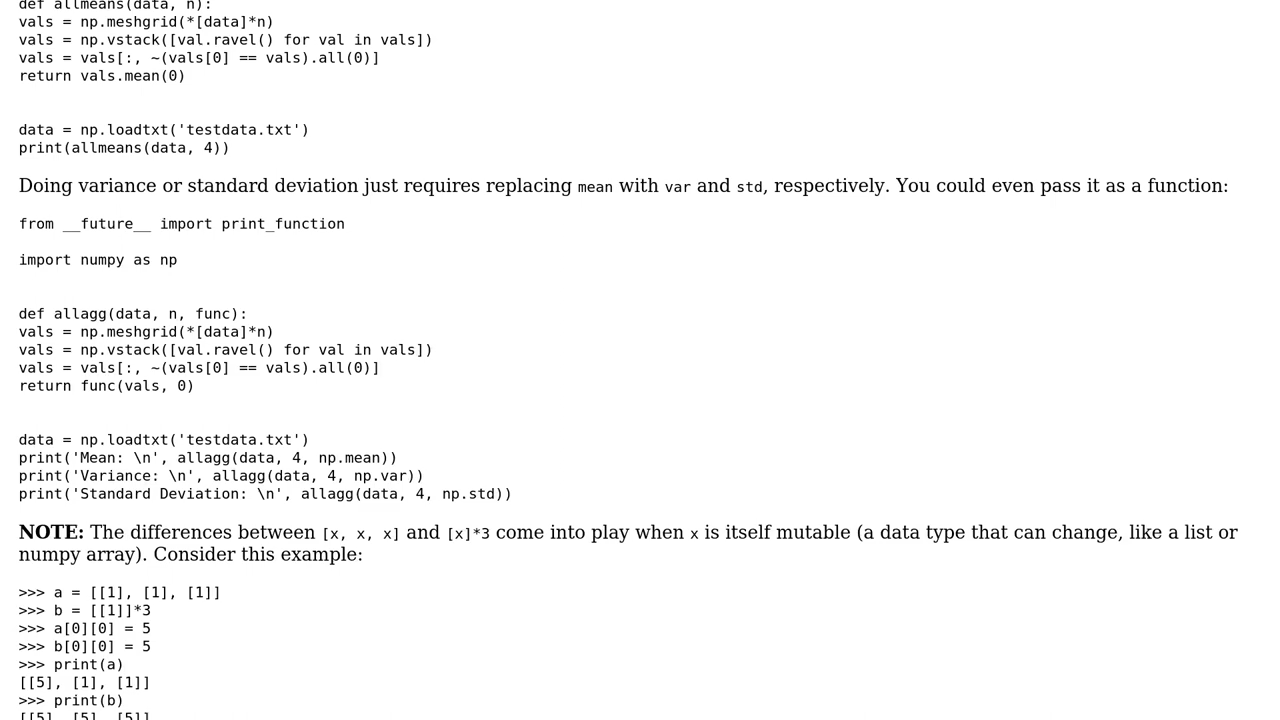 def allmeans(data, n):
vals = np.meshgrid(*[data]*n)
vals = np.vstack([val.ravel() for val in vals])
vals = vals[:, ~(vals[0] == vals).all(0)]
return vals.mean(0)
data = np.loadtxt('testdata.txt')
print(allmeans(data, 4))
Doing variance or standard deviation just requires replacing mean with var and std, respectively. You could even pass it as a function:
from __future__ import print_function
import numpy as np
def allagg(data, n, func):
vals = np.meshgrid(*[data]*n)
vals = np.vstack([val.ravel() for val in vals])
vals = vals[:, ~(vals[0] == vals).all(0)]
return func(vals, 0)
data = np.loadtxt('testdata.txt')
print('Mean: \n', allagg(data, 4, np.mean))
print('Variance: \n', allagg(data, 4, np.var))
print('Standard Deviation: \n', allagg(data, 4, np.std))
NOTE: The differences between [x, x, x] and [x]*3 come into play when x is itself mutable (a data type that can change, like a list or
numpy array). Consider this example:
>>> a = [[1], [1], [1]]
>>> b = [[1]]*3
>>> a[0][0] = 5
>>> b[0][0] = 5
>>> print(a)
[[5], [1], [1]]
>>> print(b)
[[5], [5], [5]]